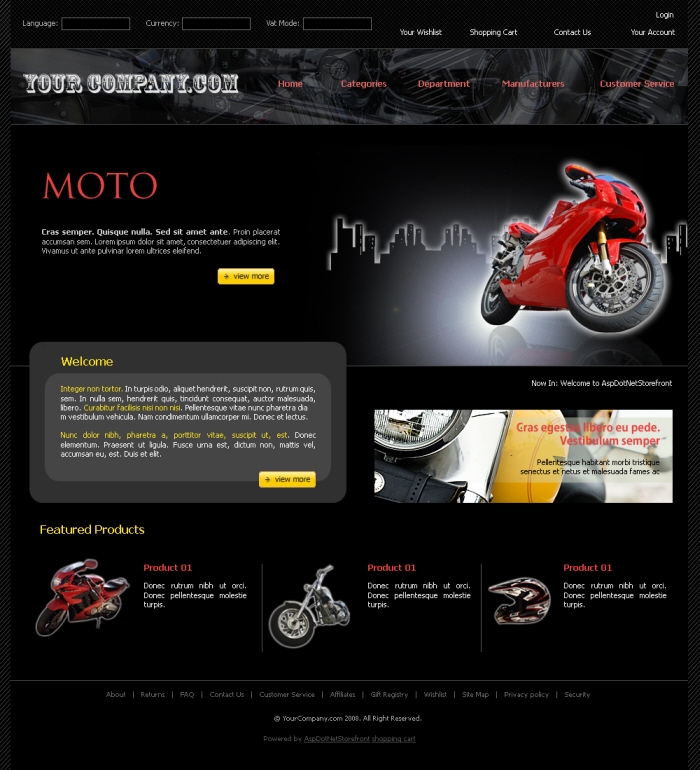 Language:
Currency:
Vat Mode:
Login
Your Wishlist
Shopping Cart
Contact Us
Your Account
YOUR COMPANY.COM
Home
Categories
Department
Manufacturers
Customer Service
MOTO
Cras semper. Quisque nulla. Sed sit amet ante. Proin placerat
accumsan sem. Lorem ipsum dolor sit amet, consectetuer adipiscing elit.
Vivamus ut ante pulvinar lorem ultrices eleifend.
view more
Welcome
Integer non tortor. In turpis odio, aliquet hendrerit, suscipit non, rutrum quis,
sem. In nulla sem, hendrerit quis, tincidunt consequat, auctor malesuada,
libero. Curabitur facilisis nisi non nisi. Pellentesque vitae nunc pharetra dia
m vestibulum vehicula. Nam condimentum ullamcorper mi. Donec et lectus.
Nunc dolor nibh, pharetra a, porttitor vitae, suscipit ut, est. Donec
elementum. Praesent ut ligula. Fusce urna est, dictum non, mattis vel,
accumsan eu, est. Duis et elit.
view more
Now In: Welcome to AspDotNetStorefront
Gras egestas libero eu pede.
Vestibulum semper
Pellentesque habitant morbi tristique
senectus et netus et malesuada fames ac
Featured Products
Product 01
Donec rutrum nibh ut orci.
Donec pellentesque molestie
turpis.
Product 01
Donec rutrum nibh ut orci.
Donec pellentesque molestie
turpis.
Product 01
Donec rutrum nibh ut orci.
Donec pellentesque molestie
turpis.
About | Returns | FAQ | Contact Us | Customer Service | Affiliates | Gift Registry | Wishlist | Site Map | Privacy policy | Security
© YourCompany.com 2008. All Right Reserved.
Powered by AspDotNetStorefront shopping cart